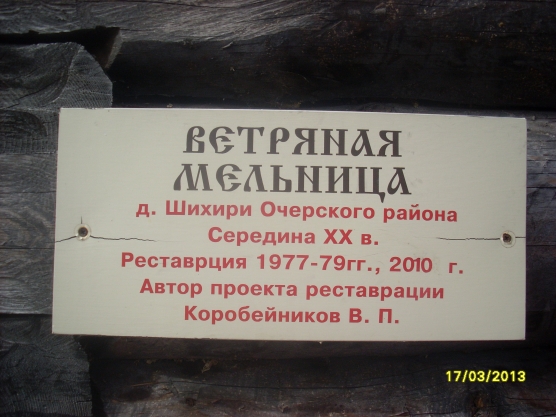 ВЕТРЯНАЯ
МЕЛЬНИЦА
д. Шихири Очерского района
Середина XX в.
Реставрция 1977-79гг., 2010 г.
Автор проекта реставрации
Коробейников В. П.
17/03/2013